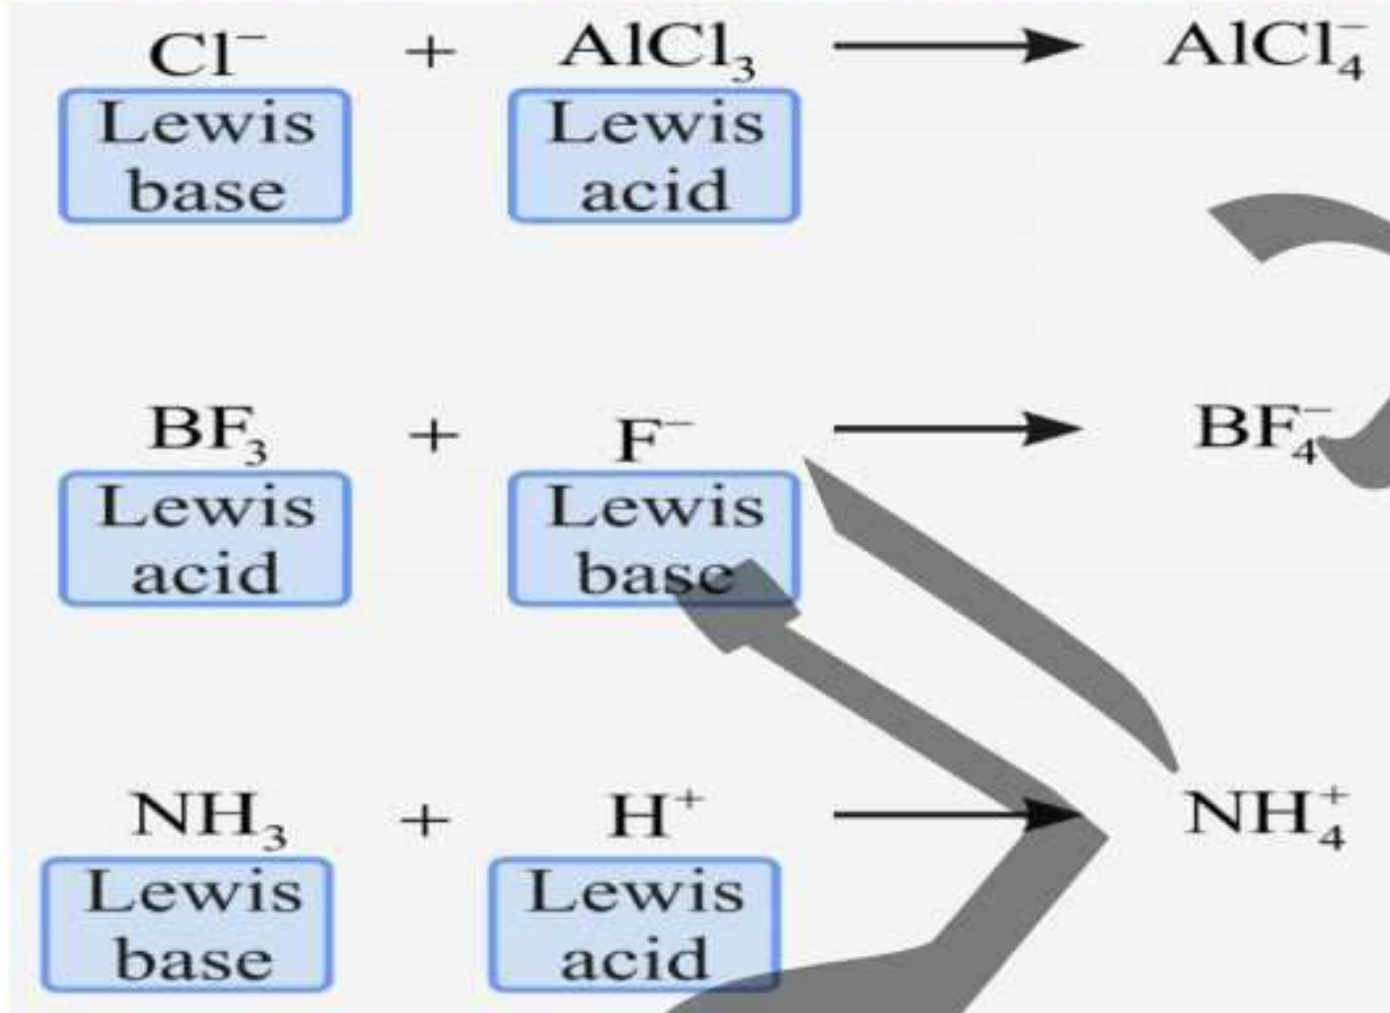 Cl⁻ + AlCl₃ → AlCl₄⁻
Lewis base Lewis acid
BF₃ + F⁻ → BF₄⁻
Lewis acid Lewis base
NH₃ + H⁺ → NH₄⁺
Lewis base Lewis acid